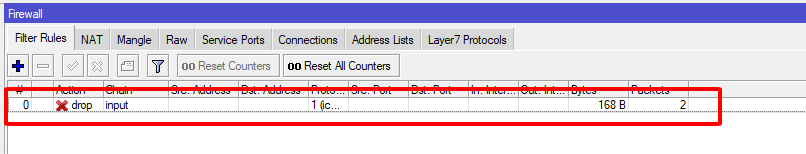 Firewall
Filter Rules NAT Mangle Raw Service Ports Connections Address Lists Layer7 Protocols
00 Reset Counters 00 Reset All Counters
# Action Chain Src. Address Dst. Address Proto... Src. Port Dst. Port In. Inter... Out. Int... Bytes Packets
0 drop input 1 (ic... 168 B 2